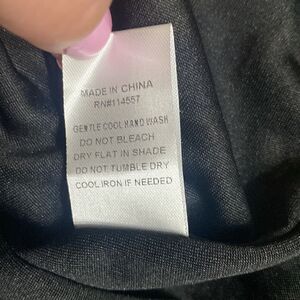 MADE IN CHINA
RN#114557
GENTLE COOL HAND WASH
DO NOT BLEACH
DRY FLAT IN SHADE
DO NOT TUMBLE DRY
COOL IRON IF NEEDED